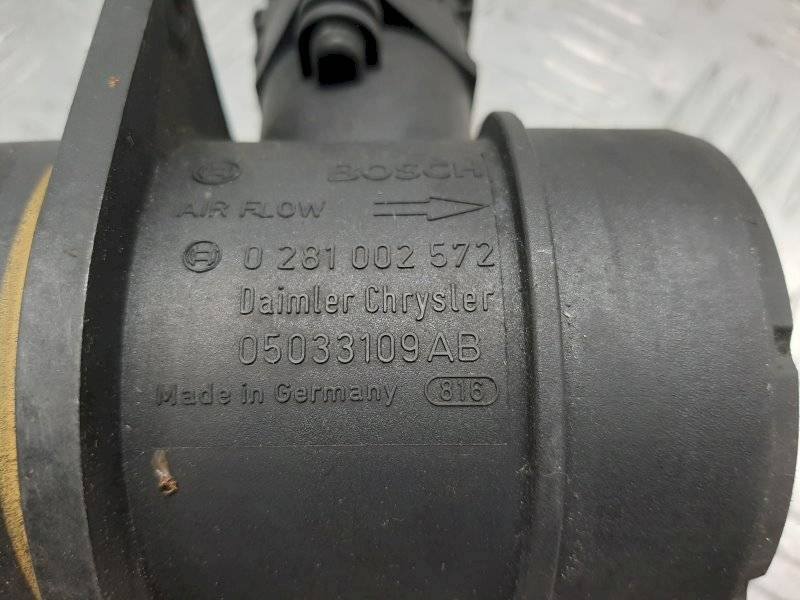 BOSCH
AIR FLOW
0 281 002 572
Daimler Chrysler
05033109AB
Made in Germany 816